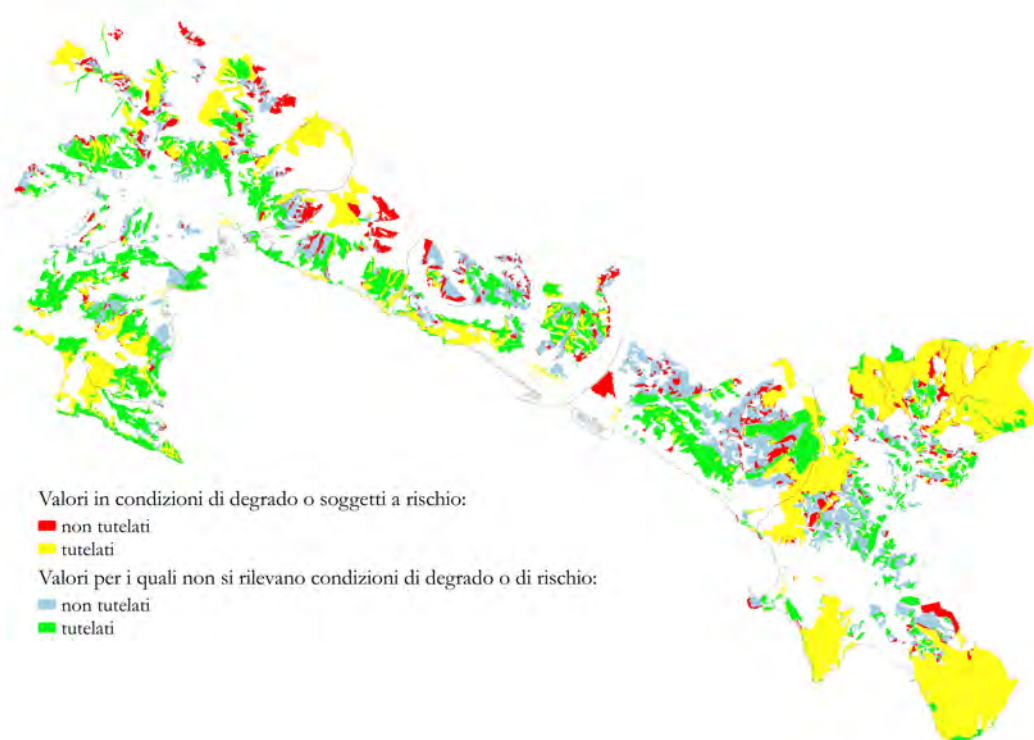 Valori in condizioni di degrado o soggetti a rischio:
non tutelati
tutelati
Valori per i quali non si rilevano condizioni di degrado o di rischio:
non tutelati
tutelati